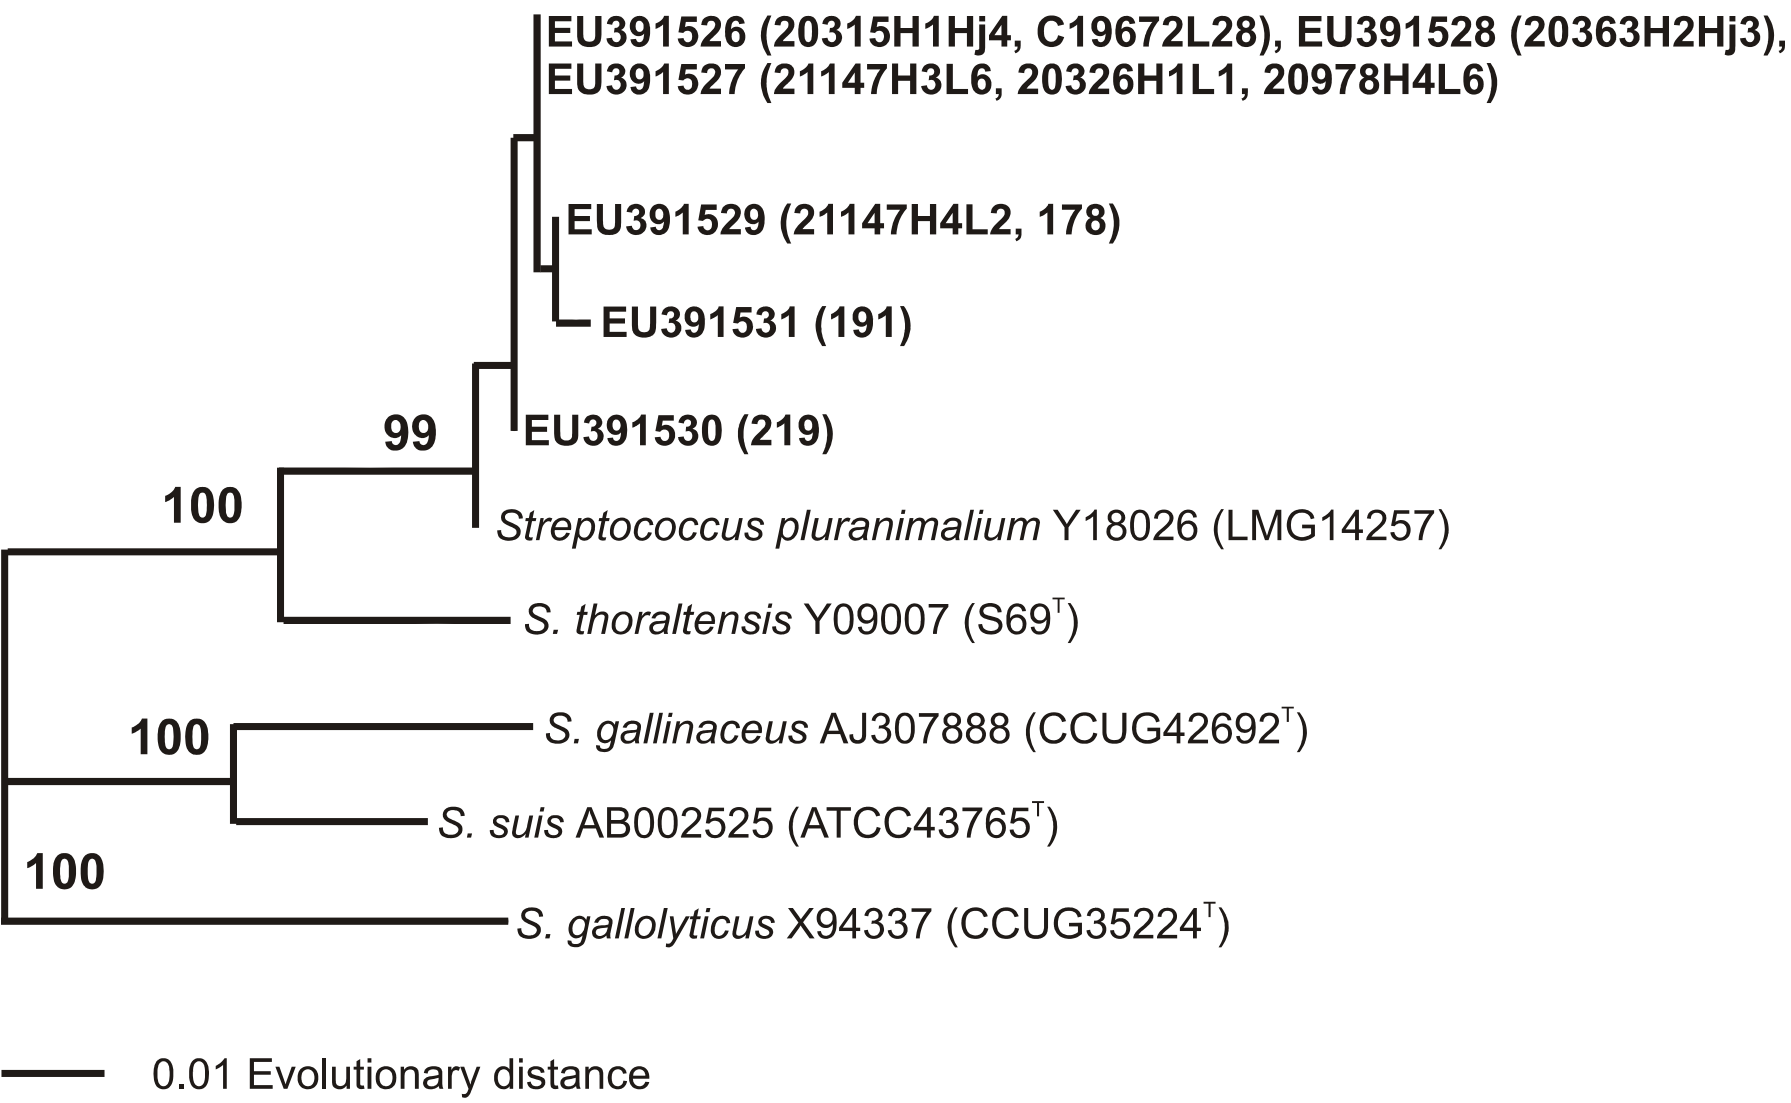 EU391526 (20315H1Hj4, C19672L28), EU391528 (20363H2Hj3),
EU391527 (21147H3L6, 20326H1L1, 20978H4L6)
EU391529 (21147H4L2, 178)
EU391531 (191)
99
EU391530 (219)
100
Streptococcus pluranimalium Y18026 (LMG14257)
S. thoraltensis Y09007 (S69ᵀ)
100
S. gallinaceus AJ307888 (CCUG42692ᵀ)
S. suis AB002525 (ATCC43765ᵀ)
100
S. gallolyticus X94337 (CCUG35224ᵀ)
0.01 Evolutionary distance